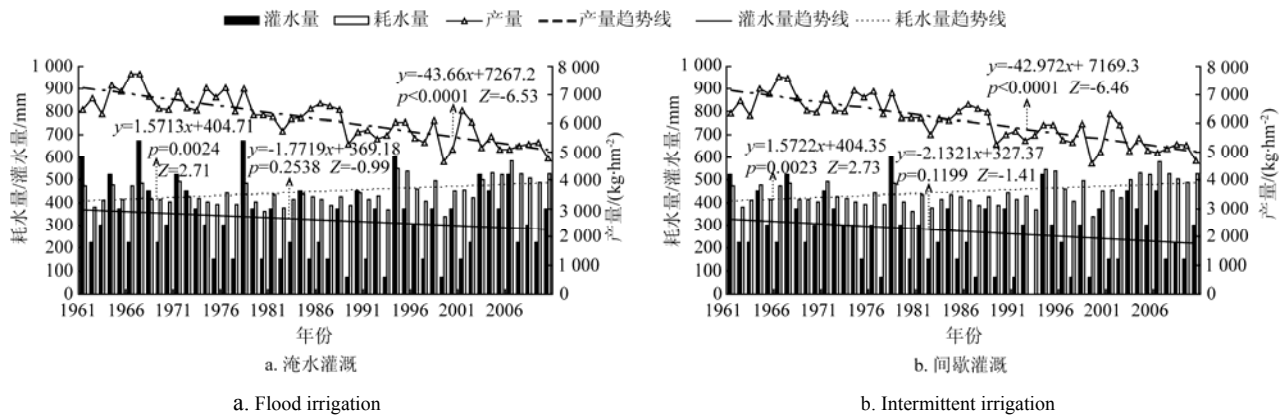 灌水量 耗水量 产量 产量趋势线 灌水量趋势线 耗水量趋势线
耗水量/灌水量/mm
1 000
900
800
700
600
500
400
300
200
100
0
y=-43.66x+7267.2
p<0.0001 Z=-6.53
y=1.5713x+404.71
p=0.0024
Z=2.71
y=-1.7719x+369.18
p=0.2538 Z=-0.99
8 000
7 000
6 000
5 000
4 000
3 000
2 000
1 000
0
产量/(kg·hm⁻²)
1961 1966 1971 1976 1981 1986 1991 1996 2001 2006
年份
a. 淹水灌溉
a. Flood irrigation
耗水量/灌水量/mm
1 000
900
800
700
600
500
400
300
200
100
0
y=-42.972x+ 7169.3
p<0.0001 Z=-6.46
y=1.5722x+404.35
p=0.0023 Z=2.73
y=-2.1321x+327.37
p=0.1199 Z=-1.41
8 000
7 000
6 000
5 000
4 000
3 000
2 000
1 000
0
产量/(kg·hm⁻²)
1961 1966 1971 1976 1981 1986 1991 1996 2001 2006
年份
b. 间歇灌溉
b. Intermittent irrigation